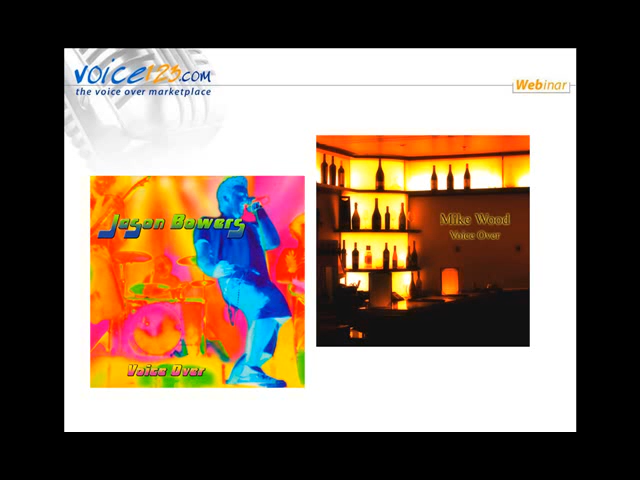 voice123.com
the voice over marketplace
Webinar
Jason Bowers
Voice Over
Mike Wood
Voice Over